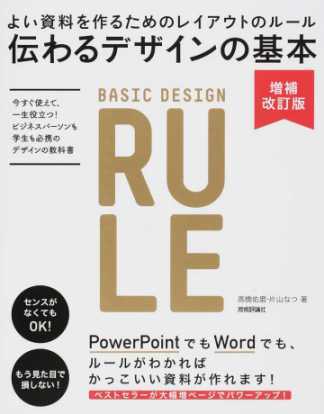 よい資料を作るためのレイアウトのルール
伝わるデザインの基本
増補
改訂版
BASIC DESIGN
RU
LE
今すぐ使えて、
一生役立つ！
ビジネスパーソンも
学生も必携の
デザインの教科書
高橋佑磨・片山なつ 著
技術評論社
センスが
なくても
OK!
もう見た目で
損しない！
PowerPointでもWordでも、
ルールがわかれば
かっこいい資料が作れます！
ベストセラーが大幅増ページでパワーアップ！